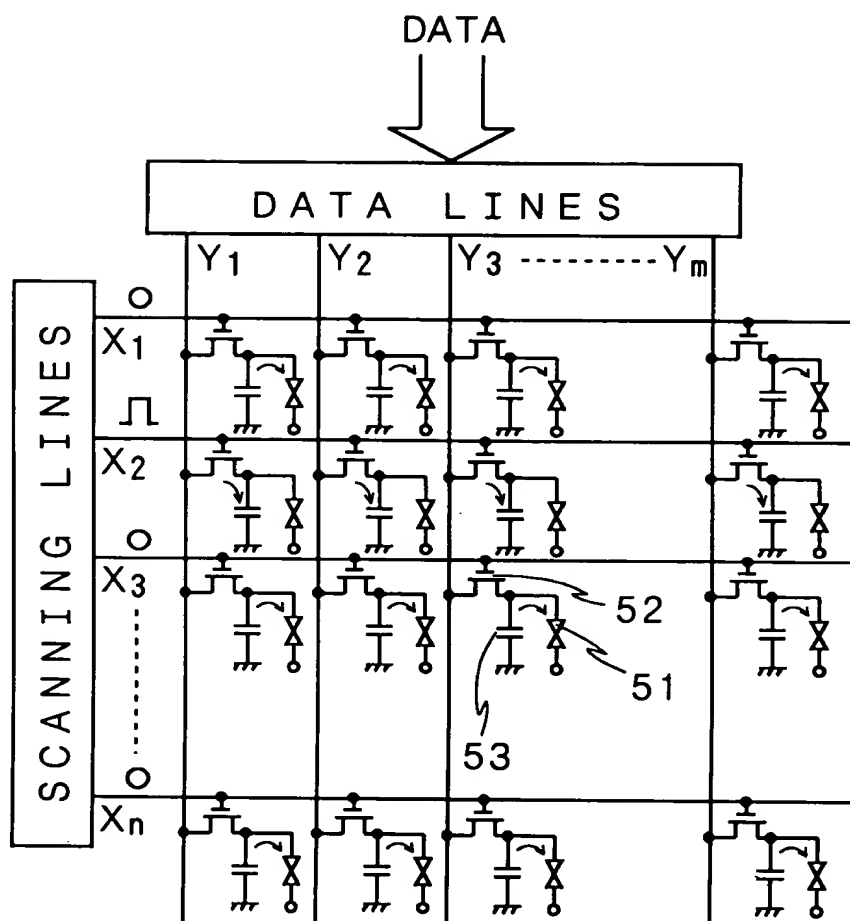 DATA
DATA LINES
Y1 Y2 Y3 Ym
SCANNING LINES
X1
X2
X3
Xn
52
51
53